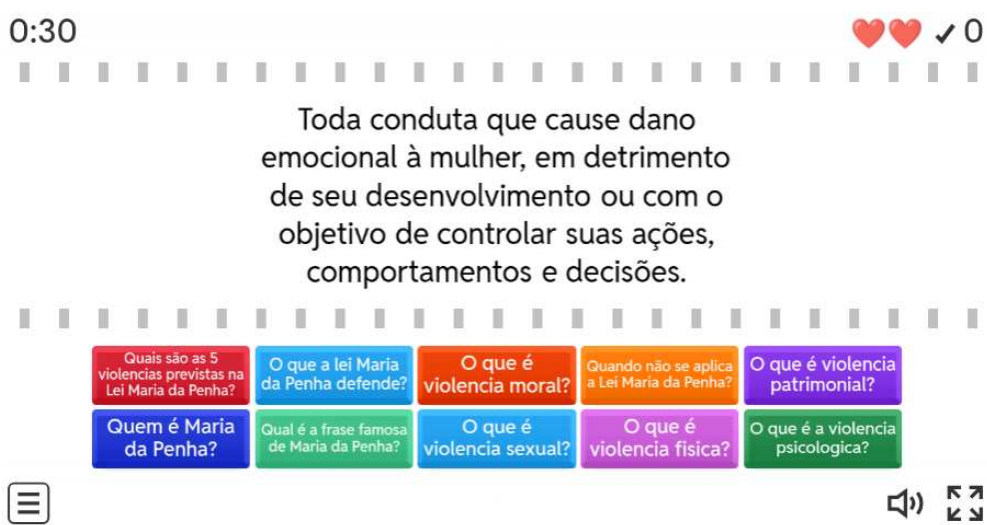 0:30
✓ 0
Toda conduta que cause dano
emocional à mulher, em detrimento
de seu desenvolvimento ou com o
objetivo de controlar suas ações,
comportamentos e decisões.
Quais são as 5
violencias previstas na
Lei Maria da Penha?
O que a lei Maria
da Penha defende?
O que é
violencia moral?
Quando não se aplica
a Lei Maria da Penha?
O que é violencia
patrimonial?
Quem é Maria
da Penha?
Qual é a frase famosa
de Maria da Penha?
O que é
violencia sexual?
O que é
violencia fisica?
O que é a violencia
psicologica?